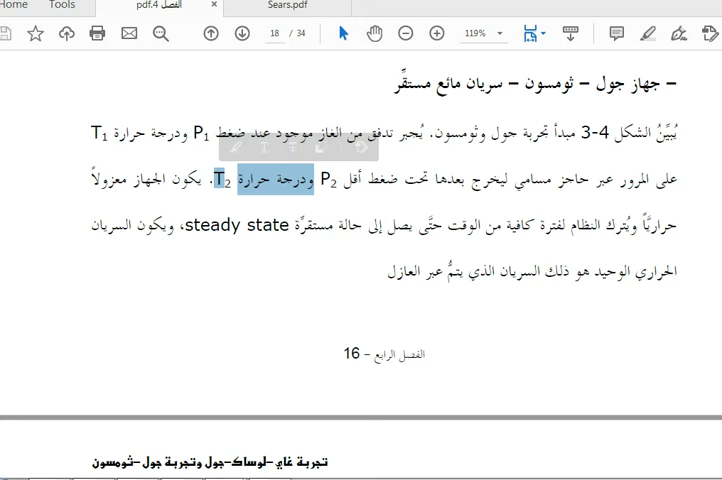 Home Tools
الفصل 4.pdf × Sears.pdf
18 / 34 119%
– جهاز جول – ثومسون – سريان مائع مستقِّر
يُبيِّنُ الشكل 4-3 مبدأ تجربة جول وثومسون. يُجبر تدفق من الغاز موجود عند ضغط P1 ودرجة حرارة T1
على المرور عبر حاجز مسامي ليخرج بعدها تحت ضغط أقل P2 ودرجة حرارة T2. يكون الجهاز معزولاً
حراريَّاً ويُترك النظام لفترة كافية من الوقت حتَّى يصل إلى حالة مستقرِّة steady state، ويكون السريان
الحراري الوحيد هو ذلك السريان الذي يتمُّ عبر العازل
الفصل الرابع – 16
تجربة غاي-لوساك-جول وتجربة جول-ثومسون